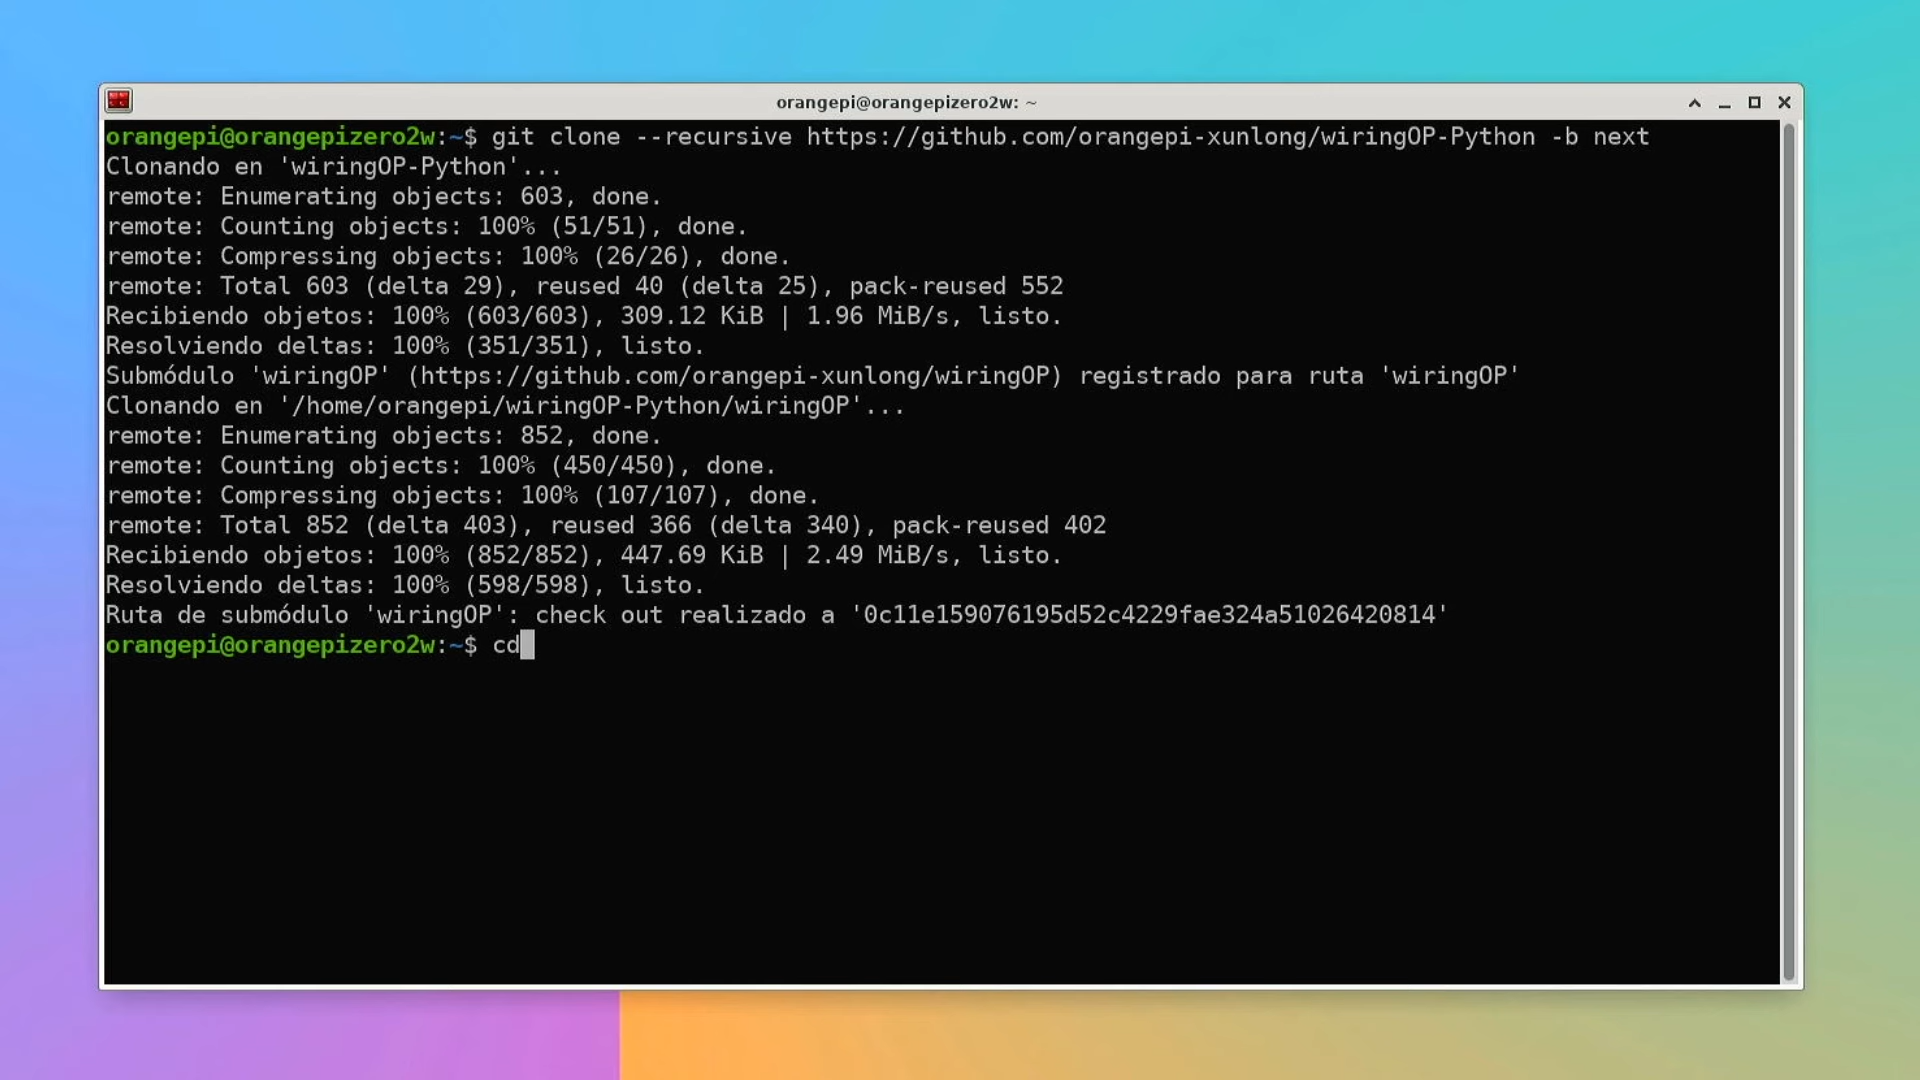 orangepi@orangepizero2w: ~
orangepi@orangepizero2w:~$ git clone --recursive https://github.com/orangepi-xunlong/wiringOP-Python -b next
Clonando en 'wiringOP-Python'...
remote: Enumerating objects: 603, done.
remote: Counting objects: 100% (51/51), done.
remote: Compressing objects: 100% (26/26), done.
remote: Total 603 (delta 29), reused 40 (delta 25), pack-reused 552
Recibiendo objetos: 100% (603/603), 309.12 KiB | 1.96 MiB/s, listo.
Resolviendo deltas: 100% (351/351), listo.
Submódulo 'wiringOP' (https://github.com/orangepi-xunlong/wiringOP) registrado para ruta 'wiringOP'
Clonando en '/home/orangepi/wiringOP-Python/wiringOP'...
remote: Enumerating objects: 852, done.
remote: Counting objects: 100% (450/450), done.
remote: Compressing objects: 100% (107/107), done.
remote: Total 852 (delta 403), reused 366 (delta 340), pack-reused 402
Recibiendo objetos: 100% (852/852), 447.69 KiB | 2.49 MiB/s, listo.
Resolviendo deltas: 100% (598/598), listo.
Ruta de submódulo 'wiringOP': check out realizado a '0c11e159076195d52c4229fae324a51026420814'
orangepi@orangepizero2w:~$ cd